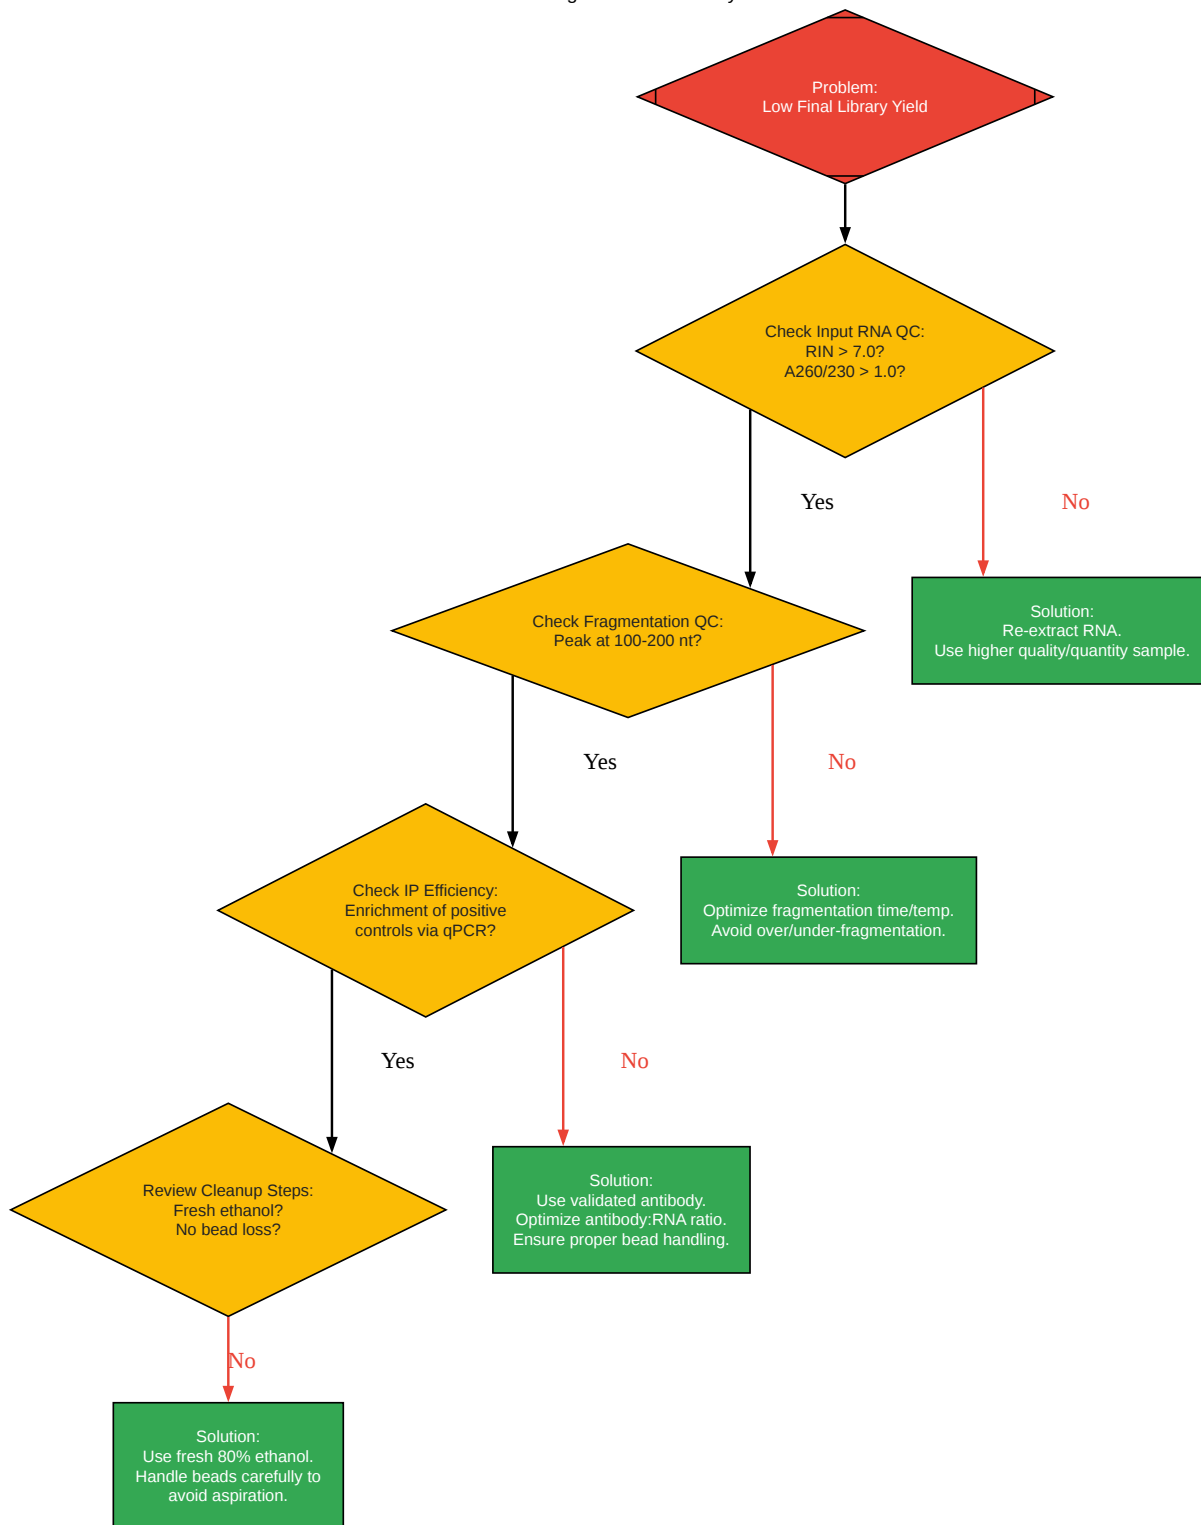 Problem:
Low Final Library Yield
Check Input RNA QC:
RIN > 7.0?
A260/230 > 1.0?
Yes
No
Check Fragmentation QC:
Peak at 100-200 nt?
Solution:
Re-extract RNA.
Use higher quality/quantity sample.
Yes
No
Check IP Efficiency:
Enrichment of positive
controls via qPCR?
Solution:
Optimize fragmentation time/temp.
Avoid over/under-fragmentation.
Yes
No
Review Cleanup Steps:
Fresh ethanol?
No bead loss?
Solution:
Use validated antibody.
Optimize antibody:RNA ratio.
Ensure proper bead handling.
No
Solution:
Use fresh 80% ethanol.
Handle beads carefully to
avoid aspiration.